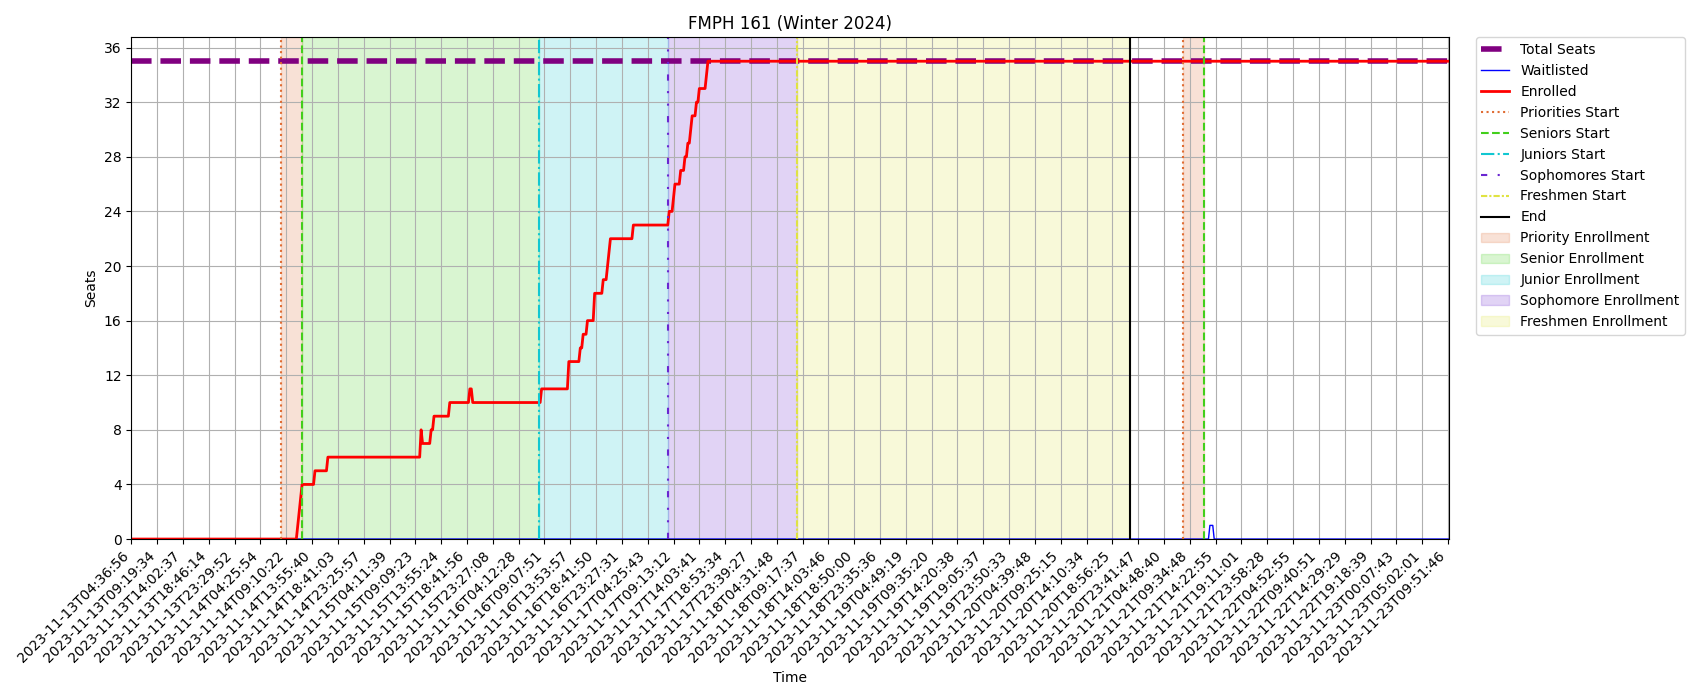 FMPH 161 (Winter 2024)
Seats
36
32
28
24
20
16
12
8
4
0
Total Seats
Waitlisted
Enrolled
Priorities Start
Seniors Start
Juniors Start
Sophomores Start
Freshmen Start
End
Priority Enrollment
Senior Enrollment
Junior Enrollment
Sophomore Enrollment
Freshmen Enrollment
2023-11-13T04:36:56
2023-11-13T09:19:34
2023-11-13T14:02:37
2023-11-13T18:46:14
2023-11-13T23:29:52
2023-11-14T04:25:54
2023-11-14T09:10:22
2023-11-14T13:55:40
2023-11-14T18:41:03
2023-11-14T23:25:57
2023-11-15T04:11:39
2023-11-15T09:09:23
2023-11-15T13:55:24
2023-11-15T18:41:56
2023-11-15T23:27:08
2023-11-16T04:12:28
2023-11-16T09:07:51
2023-11-16T13:53:57
2023-11-16T18:41:50
2023-11-16T23:27:31
2023-11-17T04:25:43
2023-11-17T09:13:12
2023-11-17T14:03:41
2023-11-17T18:53:34
2023-11-17T23:39:27
2023-11-18T04:31:48
2023-11-18T09:17:37
2023-11-18T14:03:46
2023-11-18T18:50:00
2023-11-18T23:35:36
2023-11-19T04:49:19
2023-11-19T09:35:20
2023-11-19T14:20:38
2023-11-19T19:05:37
2023-11-19T23:50:33
2023-11-20T04:39:48
2023-11-20T09:25:15
2023-11-20T14:10:34
2023-11-20T18:56:25
2023-11-20T23:41:47
2023-11-21T04:48:40
2023-11-21T09:34:48
2023-11-21T14:22:55
2023-11-21T19:11:01
2023-11-21T23:58:28
2023-11-22T04:52:55
2023-11-22T09:40:51
2023-11-22T14:29:29
2023-11-22T19:18:39
2023-11-23T00:07:43
2023-11-23T05:02:01
2023-11-23T09:51:46
Time